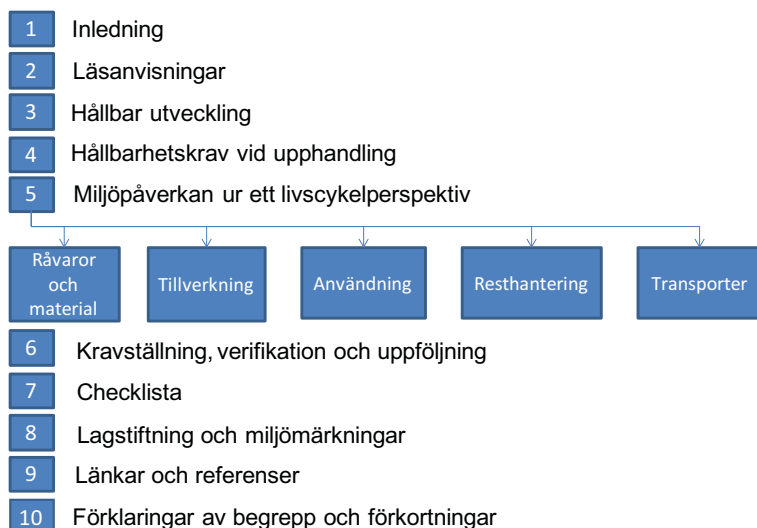 1 Inledning
2 Läsanvisningar
3 Hållbar utveckling
4 Hållbarhetskrav vid upphandling
5 Miljöpåverkan ur ett livscykelperspektiv
Råvaror
och
material
Tillverkning
Användning
Resthantering
Transporter
6 Kravställning, verifikation och uppföljning
7 Checklista
8 Lagstiftning och miljömärkningar
9 Länkar och referenser
10 Förklaringar av begrepp och förkortningar